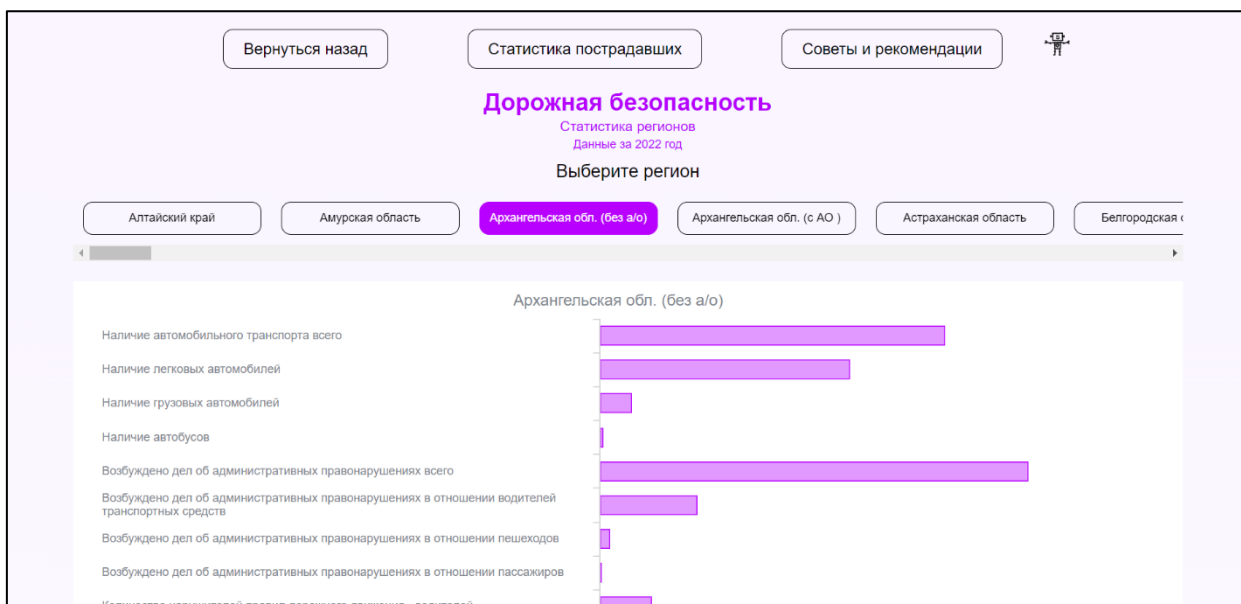 Вернуться назад
Статистика пострадавших
Советы и рекомендации
Дорожная безопасность
Статистика регионов
Данные за 2022 год
Выберите регион
Алтайский край
Амурская область
Архангельская обл. (без а/о)
Архангельская обл. (с АО )
Астраханская область
Белгородская
Архангельская обл. (без а/о)
Наличие автомобильного транспорта всего
Наличие легковых автомобилей
Наличие грузовых автомобилей
Наличие автобусов
Возбуждено дел об административных правонарушениях всего
Возбуждено дел об административных правонарушениях в отношении водителей
транспортных средств
Возбуждено дел об административных правонарушениях в отношении пешеходов
Возбуждено дел об административных правонарушениях в отношении пассажиров